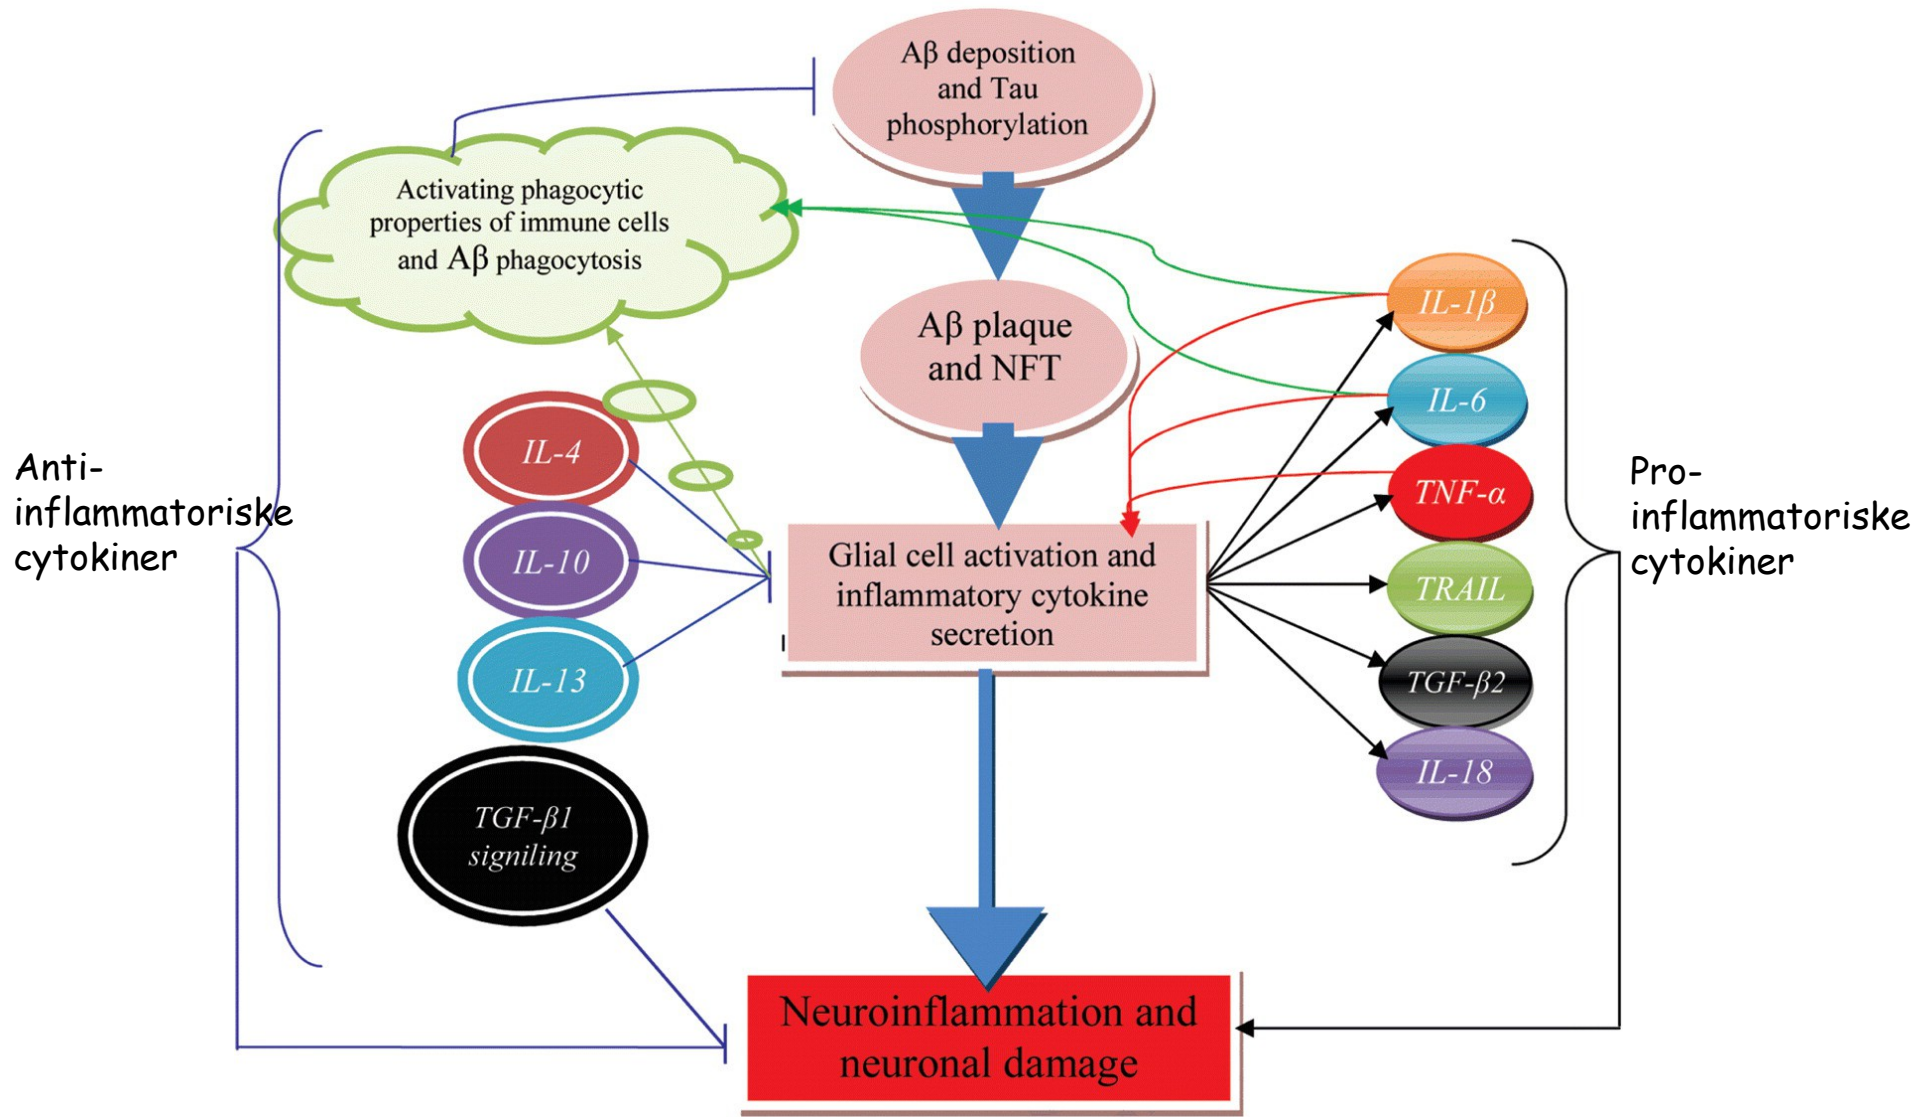 Aβ deposition
and Tau
phosphorylation
Activating phagocytic
properties of immune cells
and Aβ phagocytosis
Aβ plaque
and NFT
IL-1β
IL-6
TNF-α
TRAIL
TGF-β2
IL-18
Anti-
inflammatoriske
cytokiner
Pro-
inflammatoriske
cytokiner
IL-4
IL-10
IL-13
TGF-β1
signiling
Glial cell activation and
inflammatory cytokine
secretion
Neuroinflammation and
neuronal damage